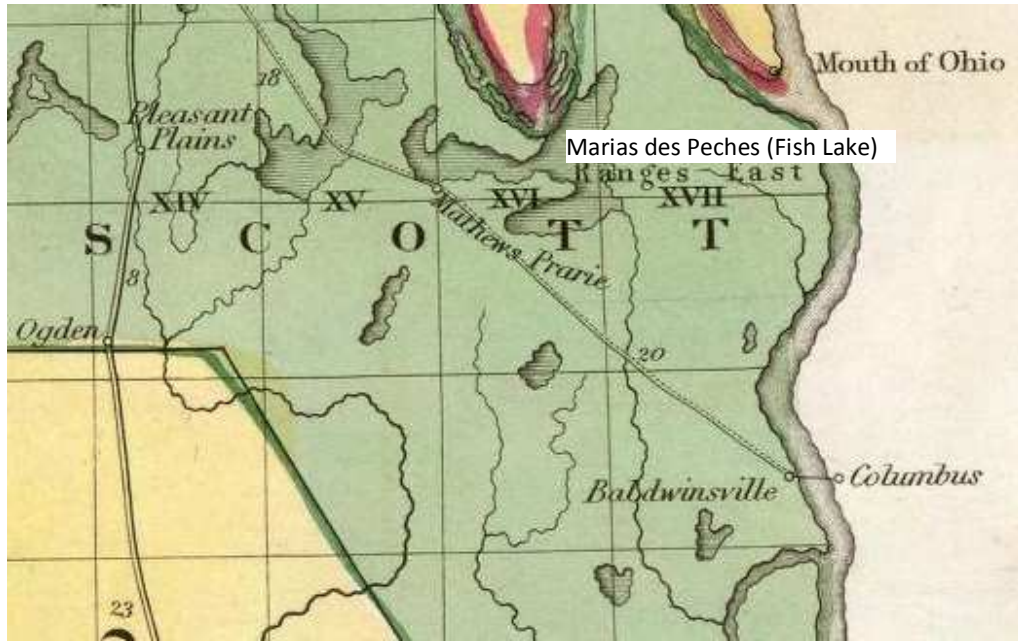 Mouth of Ohio
18
Pleasant
Plains
Marias des Peches (Fish Lake)
Ranges East
XIV XV XVI XVII
S C O T T
Mathews Prarie
8
Ogden
20
Baldwinsville
Columbus
23